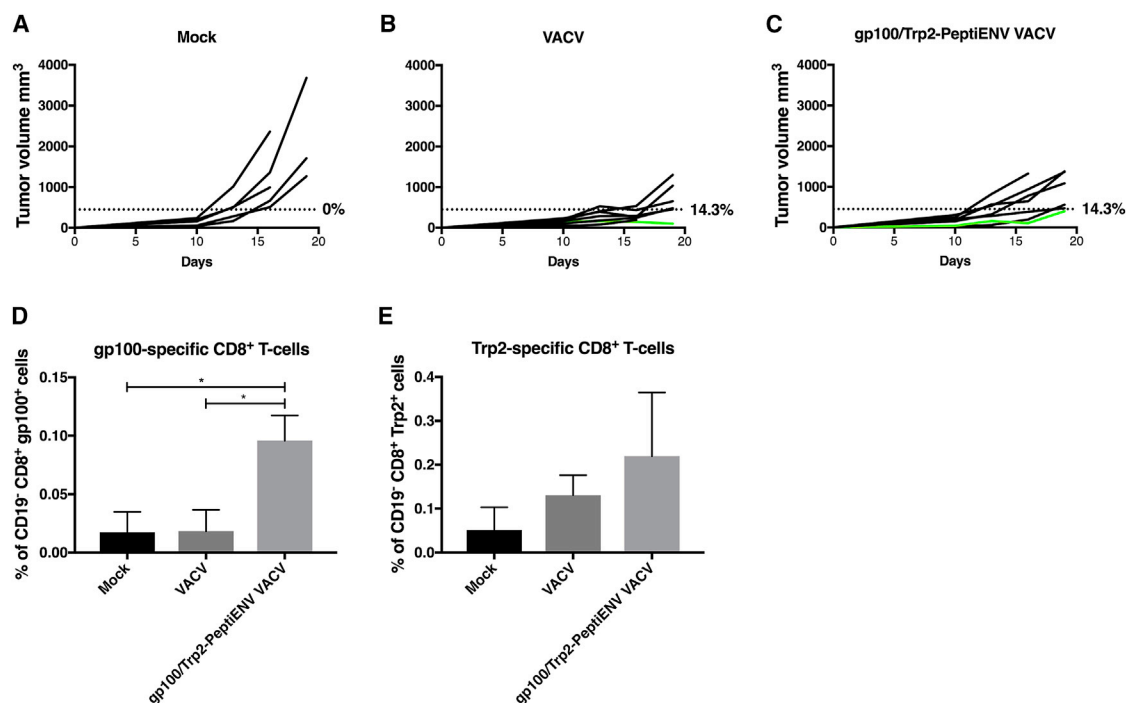 A
Mock
Tumor volume mm³
4000
3000
2000
1000
0
0%
0 5 10 15 20
Days
B
VACV
Tumor volume mm³
4000
3000
2000
1000
0
14.3%
0 5 10 15 20
Days
C
gp100/Trp2-PeptiENV VACV
Tumor volume mm³
4000
3000
2000
1000
0
14.3%
0 5 10 15 20
Days
D
gp100-specific CD8⁺ T-cells
% of CD19⁻ CD8⁺ gp100⁺ cells
0.15
0.10
0.05
0.00
*
*
Mock
VACV
gp100/Trp2-PeptiENV VACV
E
Trp2-specific CD8⁺ T-cells
% of CD19⁻ CD8⁺ Trp2⁺ cells
0.4
0.3
0.2
0.1
0.0
Mock
VACV
gp100/Trp2-PeptiENV VACV